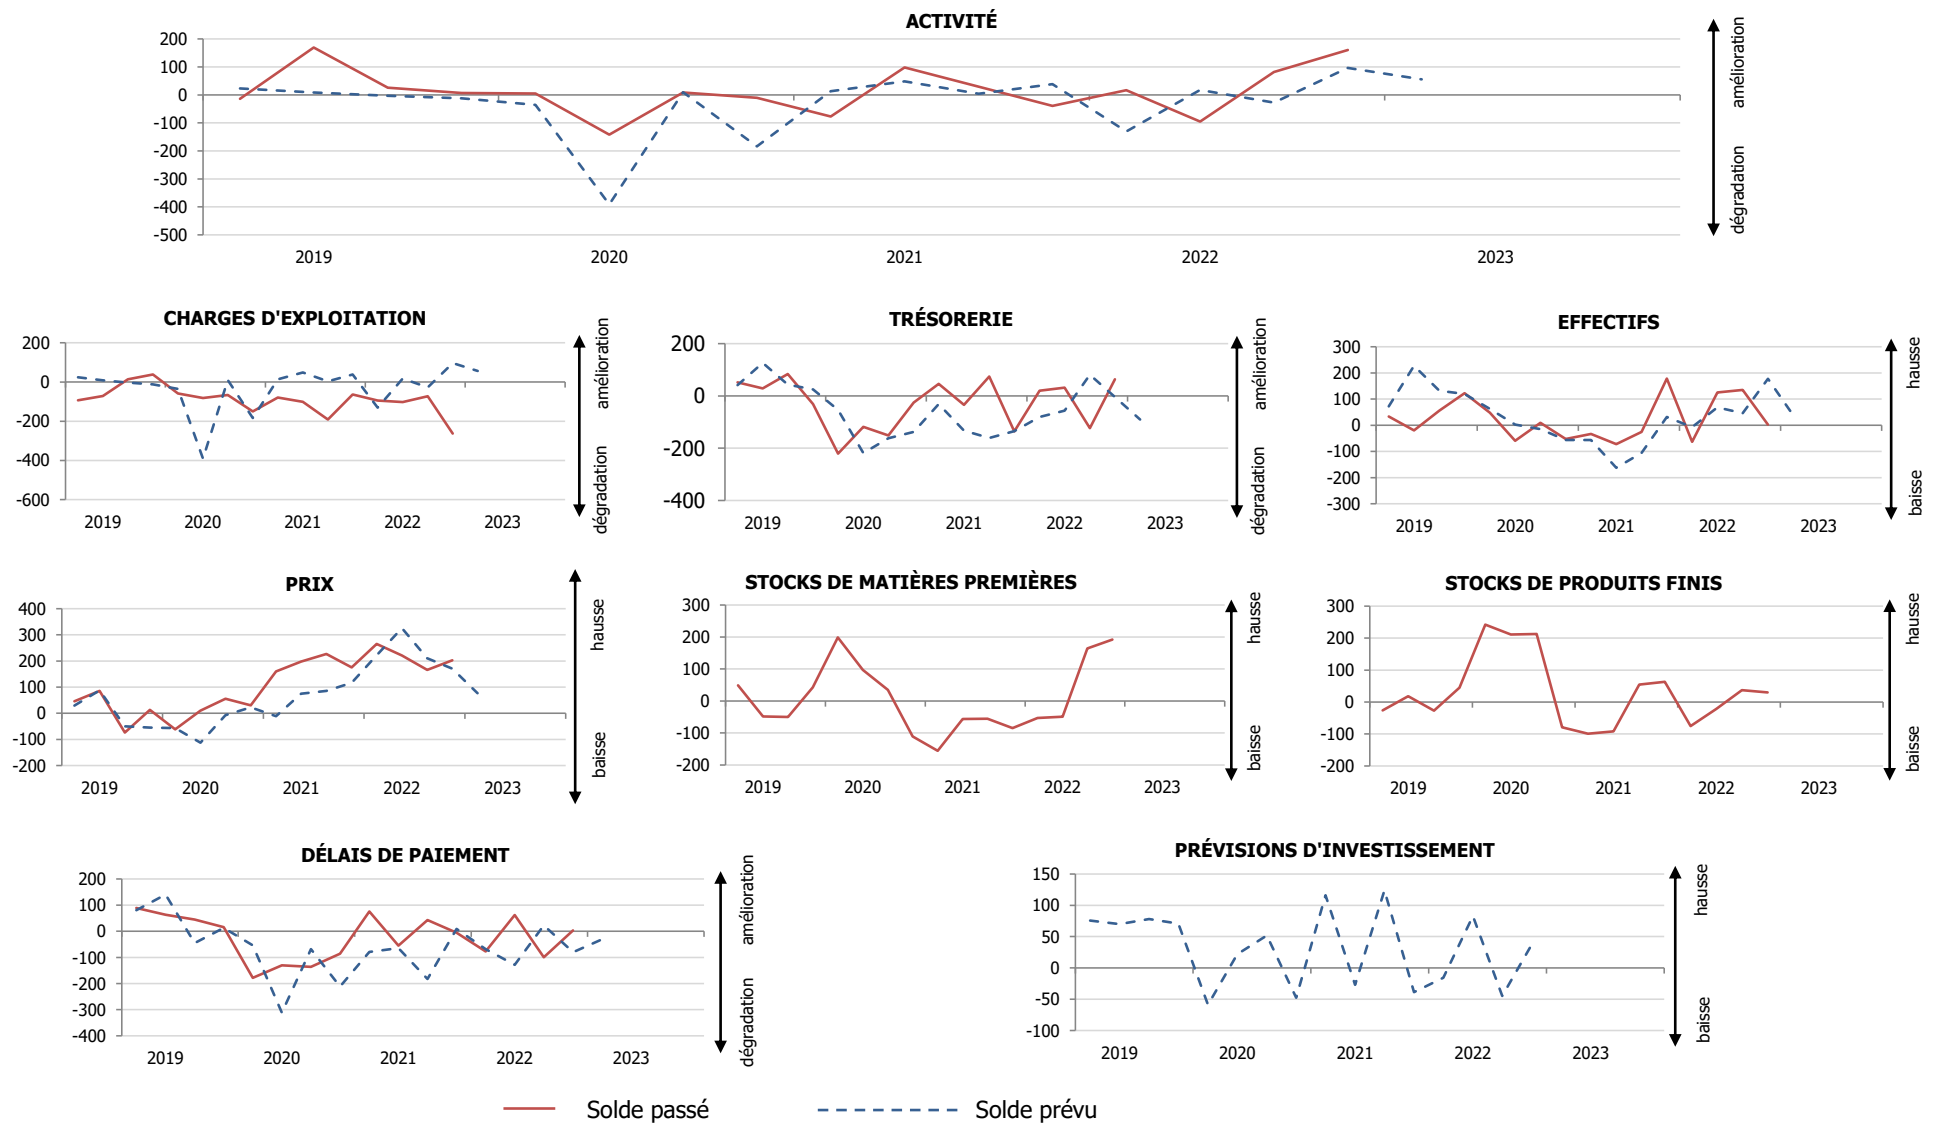 ACTIVITÉ
200
100
0
-100
-200
-300
-400
-500
2019 2020 2021 2022 2023
amélioration
dégradation
CHARGES D'EXPLOITATION
200
0
-200
-400
-600
2019 2020 2021 2022 2023
amélioration
dégradation
TRÉSORERIE
200
0
-200
-400
2019 2020 2021 2022 2023
amélioration
dégradation
EFFECTIFS
300
200
100
0
-100
-200
-300
2019 2020 2021 2022 2023
hausse
baisse
PRIX
400
300
200
100
0
-100
-200
2019 2020 2021 2022 2023
hausse
baisse
STOCKS DE MATIÈRES PREMIÈRES
300
200
100
0
-100
-200
2019 2020 2021 2022 2023
hausse
baisse
STOCKS DE PRODUITS FINIS
300
200
100
0
-100
-200
2019 2020 2021 2022 2023
hausse
baisse
DÉLAIS DE PAIEMENT
200
100
0
-100
-200
-300
-400
2019 2020 2021 2022 2023
amélioration
dégradation
PRÉVISIONS D'INVESTISSEMENT
150
100
50
0
-50
-100
2019 2020 2021 2022 2023
hausse
baisse
Solde passé Solde prévu